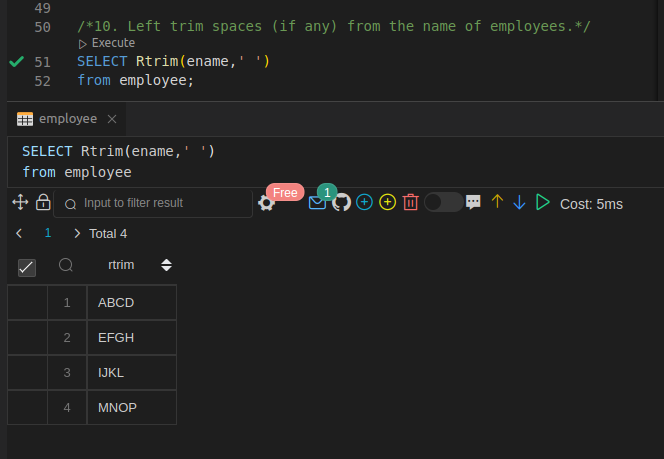 49
50 /*10. Left trim spaces (if any) from the name of employees.*/
Execute
51 SELECT Rtrim(ename,' ')
52 from employee;
employee
SELECT Rtrim(ename,' ')
from employee
Input to filter result Free 1 Cost: 5ms
1 Total 4
rtrim
1 ABCD
2 EFGH
3 IJKL
4 MNOP